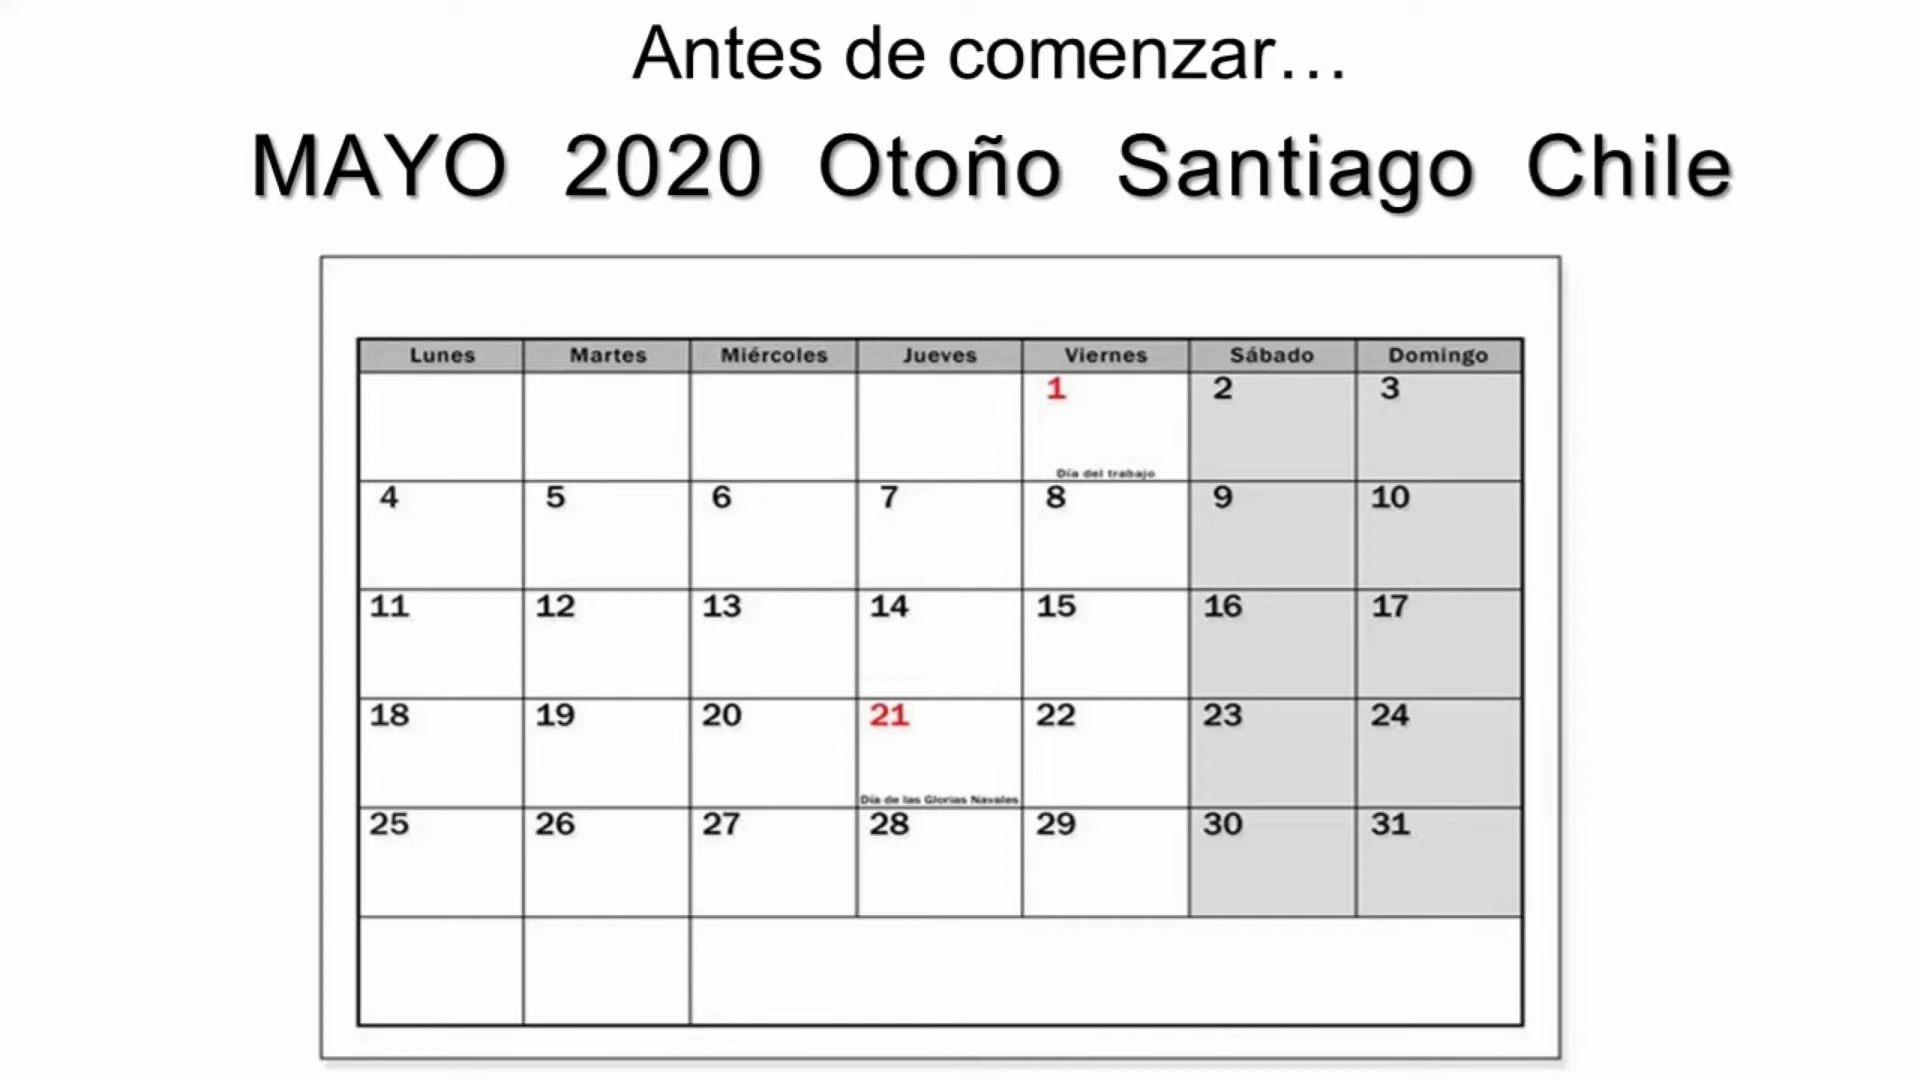 Antes de comenzar...
MAYO 2020 Otoño Santiago Chile
Lunes Martes Miércoles Jueves Viernes Sábado Domingo
1 2 3
Día del trabajo
4 5 6 7 8 9 10
11 12 13 14 15 16 17
18 19 20 21 22 23 24
Día de las Glorias Navales
25 26 27 28 29 30 31